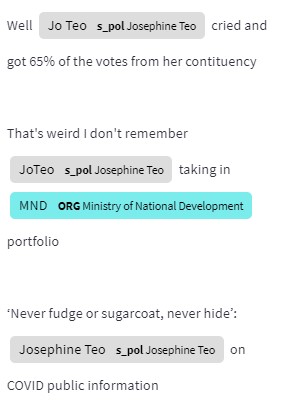 Well Jo Teo s_pol Josephine Teo cried and
got 65% of the votes from her contituency
That's weird I don't remember
JoTeo s_pol Josephine Teo taking in
MND ORG Ministry of National Development
portfolio
‘Never fudge or sugarcoat, never hide’:
Josephine Teo s_pol Josephine Teo on
COVID public information